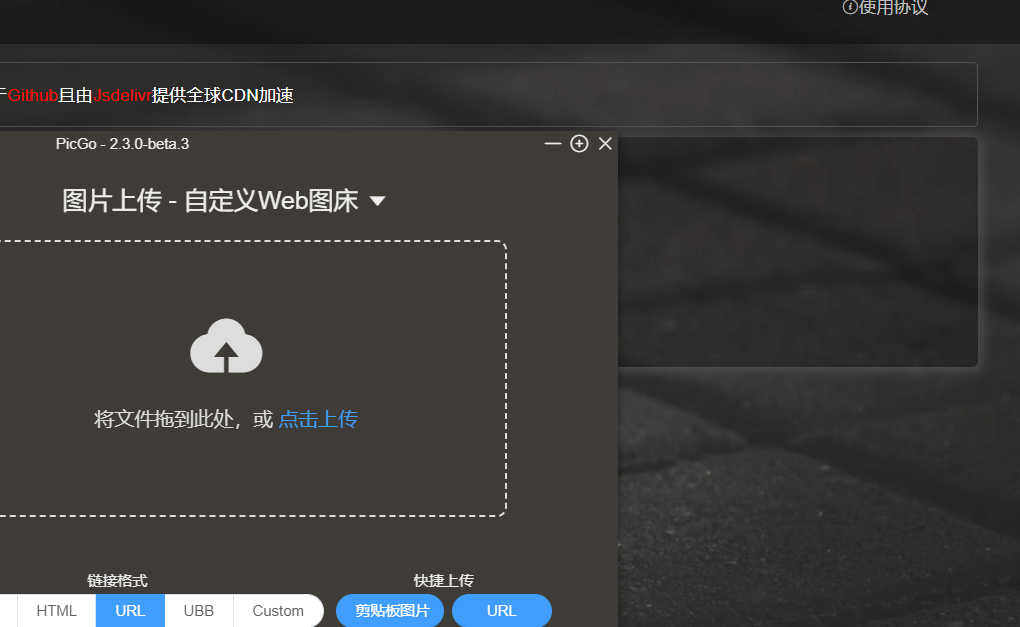 使用协议
Github且由Jsdelivr提供全球CDN加速
PicGo - 2.3.0-beta.3
图片上传 - 自定义Web图床
将文件拖到此处，或 点击上传
链接格式 快捷上传
HTML URL UBB Custom 剪贴板图片 URL